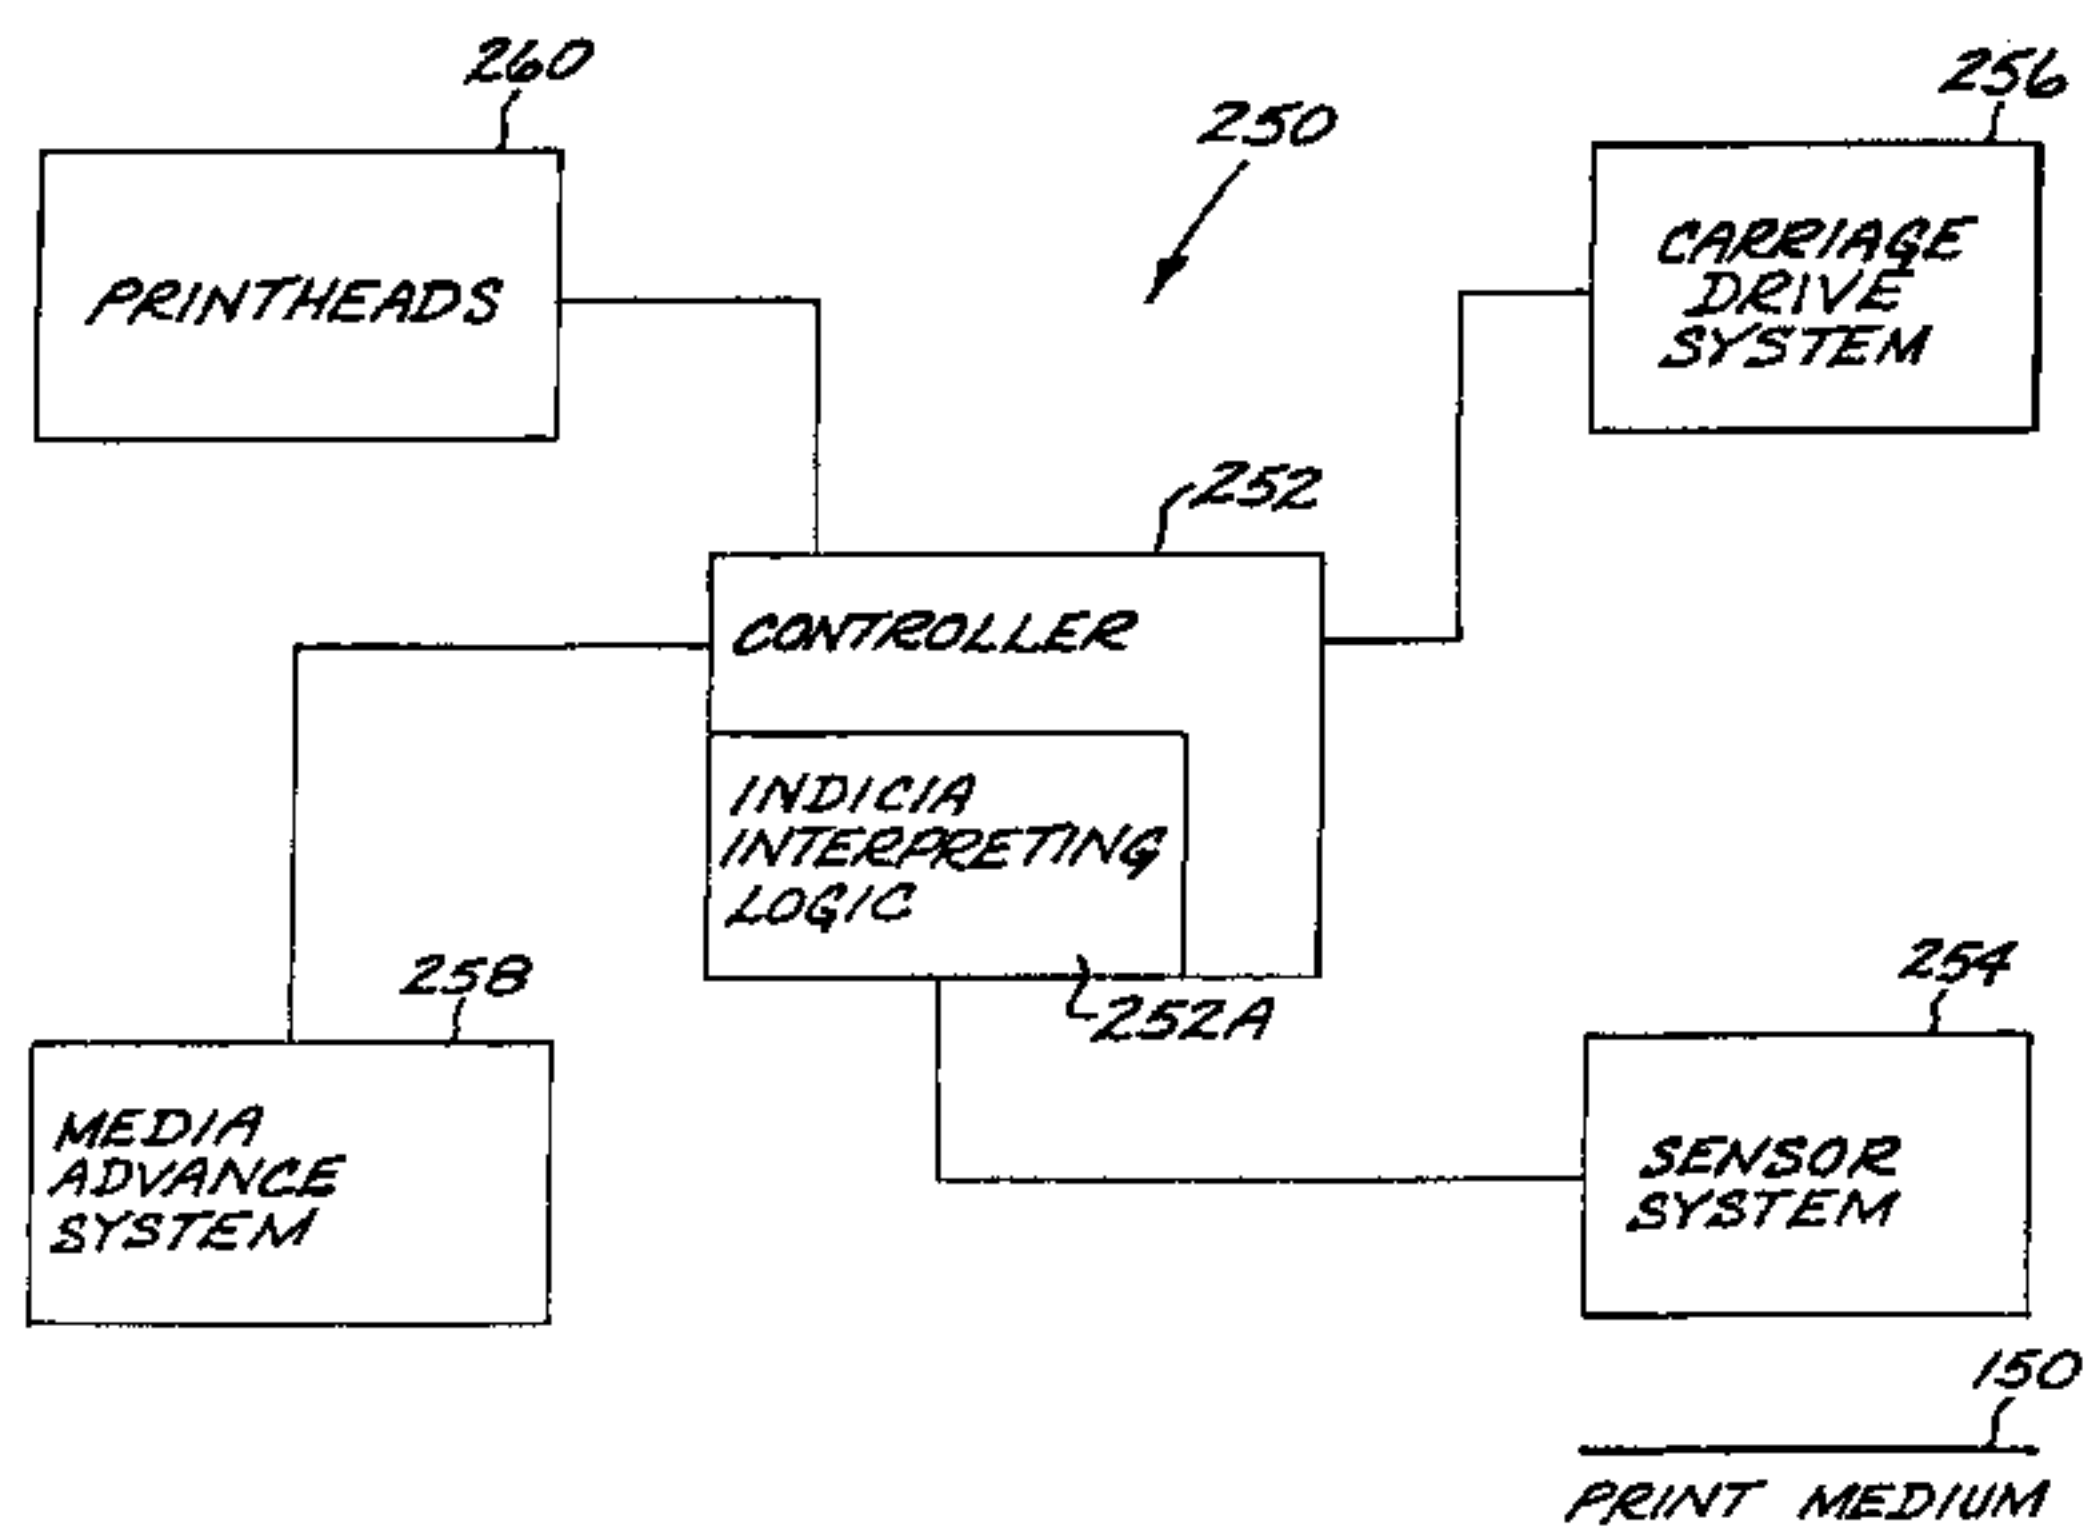 260
256
250
PRINTHEADS
CARRIAGE
DRIVE
SYSTEM
252
CONTROLLER
INDICIA
INTERPRETING
LOGIC
252A
258
254
MEDIA
ADVANCE
SYSTEM
SENSOR
SYSTEM
150
PRINT MEDIUM